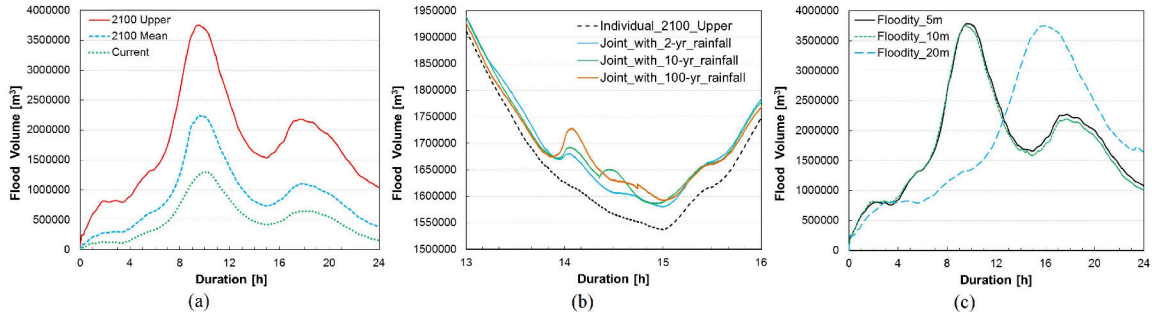 Flood Volume [m³]
4000000
3500000
3000000
2500000
2000000
1500000
1000000
500000
0
2100 Upper
2100 Mean
Current
0 4 8 12 16 20 24
Duration [h]
(a)
Flood Volume [m³]
1950000
1900000
1850000
1800000
1750000
1700000
1650000
1600000
1550000
1500000
Individual_2100_Upper
Joint_with_2-yr_rainfall
Joint_with_10-yr_rainfall
Joint_with_100-yr_rainfall
13 14 15 16
Duration [h]
(b)
Flood Volume [m³]
4000000
3500000
3000000
2500000
2000000
1500000
1000000
500000
0
Floodity_5m
Floodity_10m
Floodity_20m
0 4 8 12 16 20 24
Duration [h]
(c)